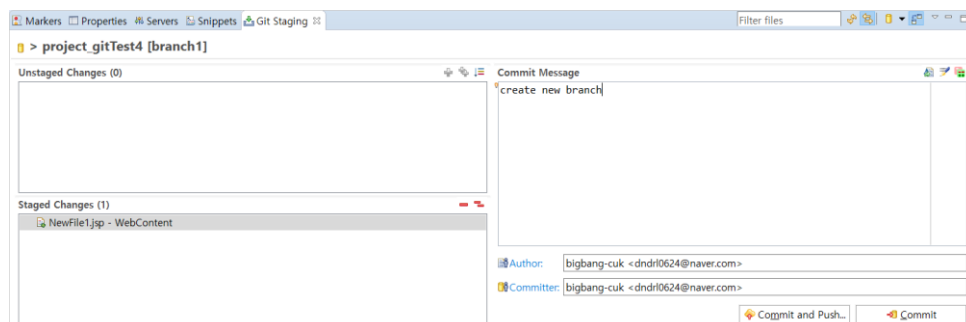 Markers Properties Servers Snippets Git Staging
Filter files
> project_gitTest4 [branch1]
Unstaged Changes (0)
Commit Message
create new branch
Staged Changes (1)
NewFile1.jsp - WebContent
Author: bigbang-cuk <dndrl0624@naver.com>
Committer: bigbang-cuk <dndrl0624@naver.com>
Commit and Push... Commit